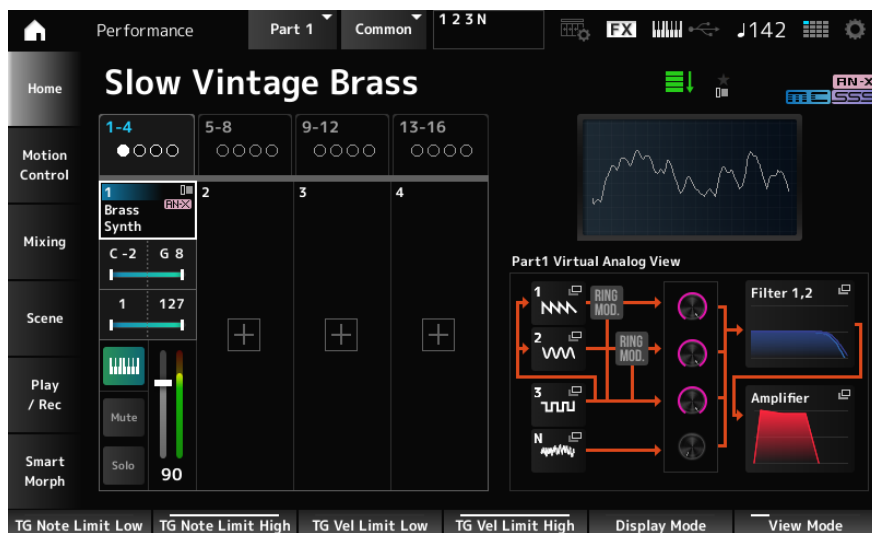 Performance
Part 1
Common
1 2 3 N
FX
♩142
Home
Slow Vintage Brass
AN-X
MC SSS
Motion
Control
1-4
5-8
9-12
13-16
1
AN-X
Brass
Synth
2
3
4
C -2
G 8
Mixing
1
127
Scene
Play
/ Rec
Mute
Solo
90
Smart
Morph
Part1 Virtual Analog View
1
RING
MOD.
2
RING
MOD.
3
N
Filter 1,2
Amplifier
TG Note Limit Low
TG Note Limit High
TG Vel Limit Low
TG Vel Limit High
Display Mode
View Mode